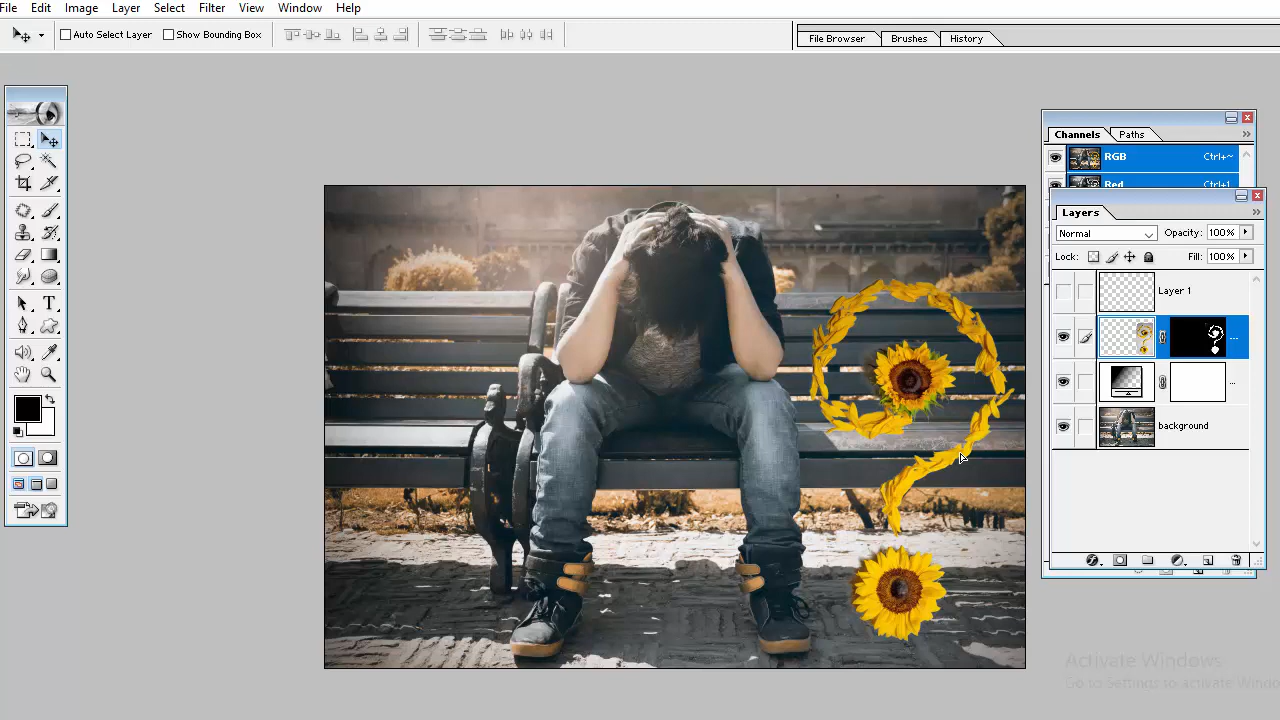 File Edit Image Layer Select Filter View Window Help
Auto Select Layer Show Bounding Box
File Browser Brushes History
Channels Paths
RGB Ctrl+~
Red Ctrl+1
Layers
Normal Opacity: 100%
Lock: Fill: 100%
Layer 1
...
...
background
T
Activate Windows
Go to Settings to activate Windo